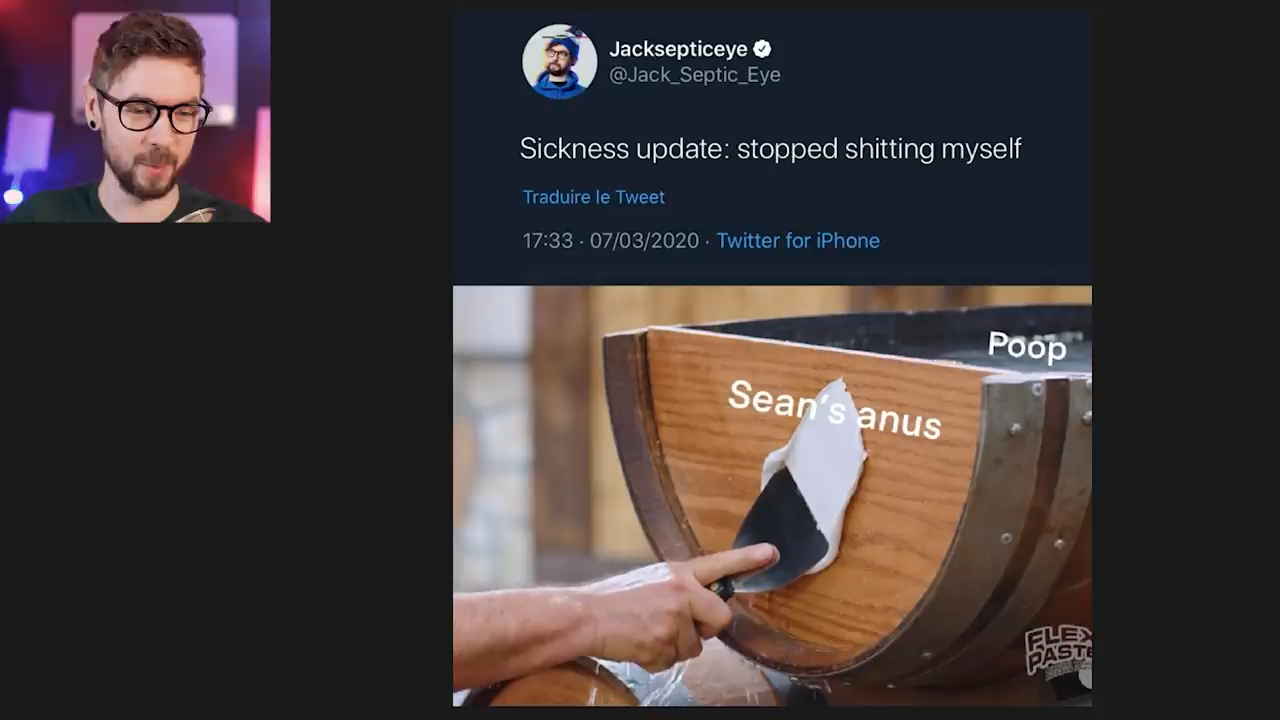 Jacksepticeye
@Jack_Septic_Eye
Sickness update: stopped shitting myself
Traduire le Tweet
17:33 · 07/03/2020 · Twitter for iPhone
Poop
Sean's anus
FLEX
PASTE